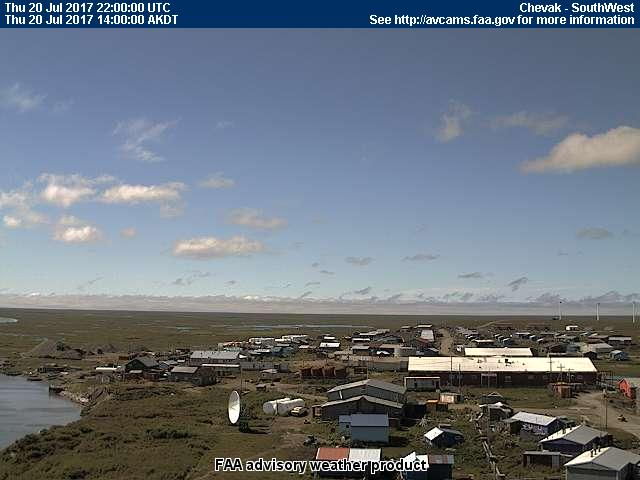 Thu 20 Jul 2017 22:00:00 UTC
Chevak - SouthWest
Thu 20 Jul 2017 14:00:00 AKDT
See http://avcams.faa.gov for more information
FAA advisory weather product